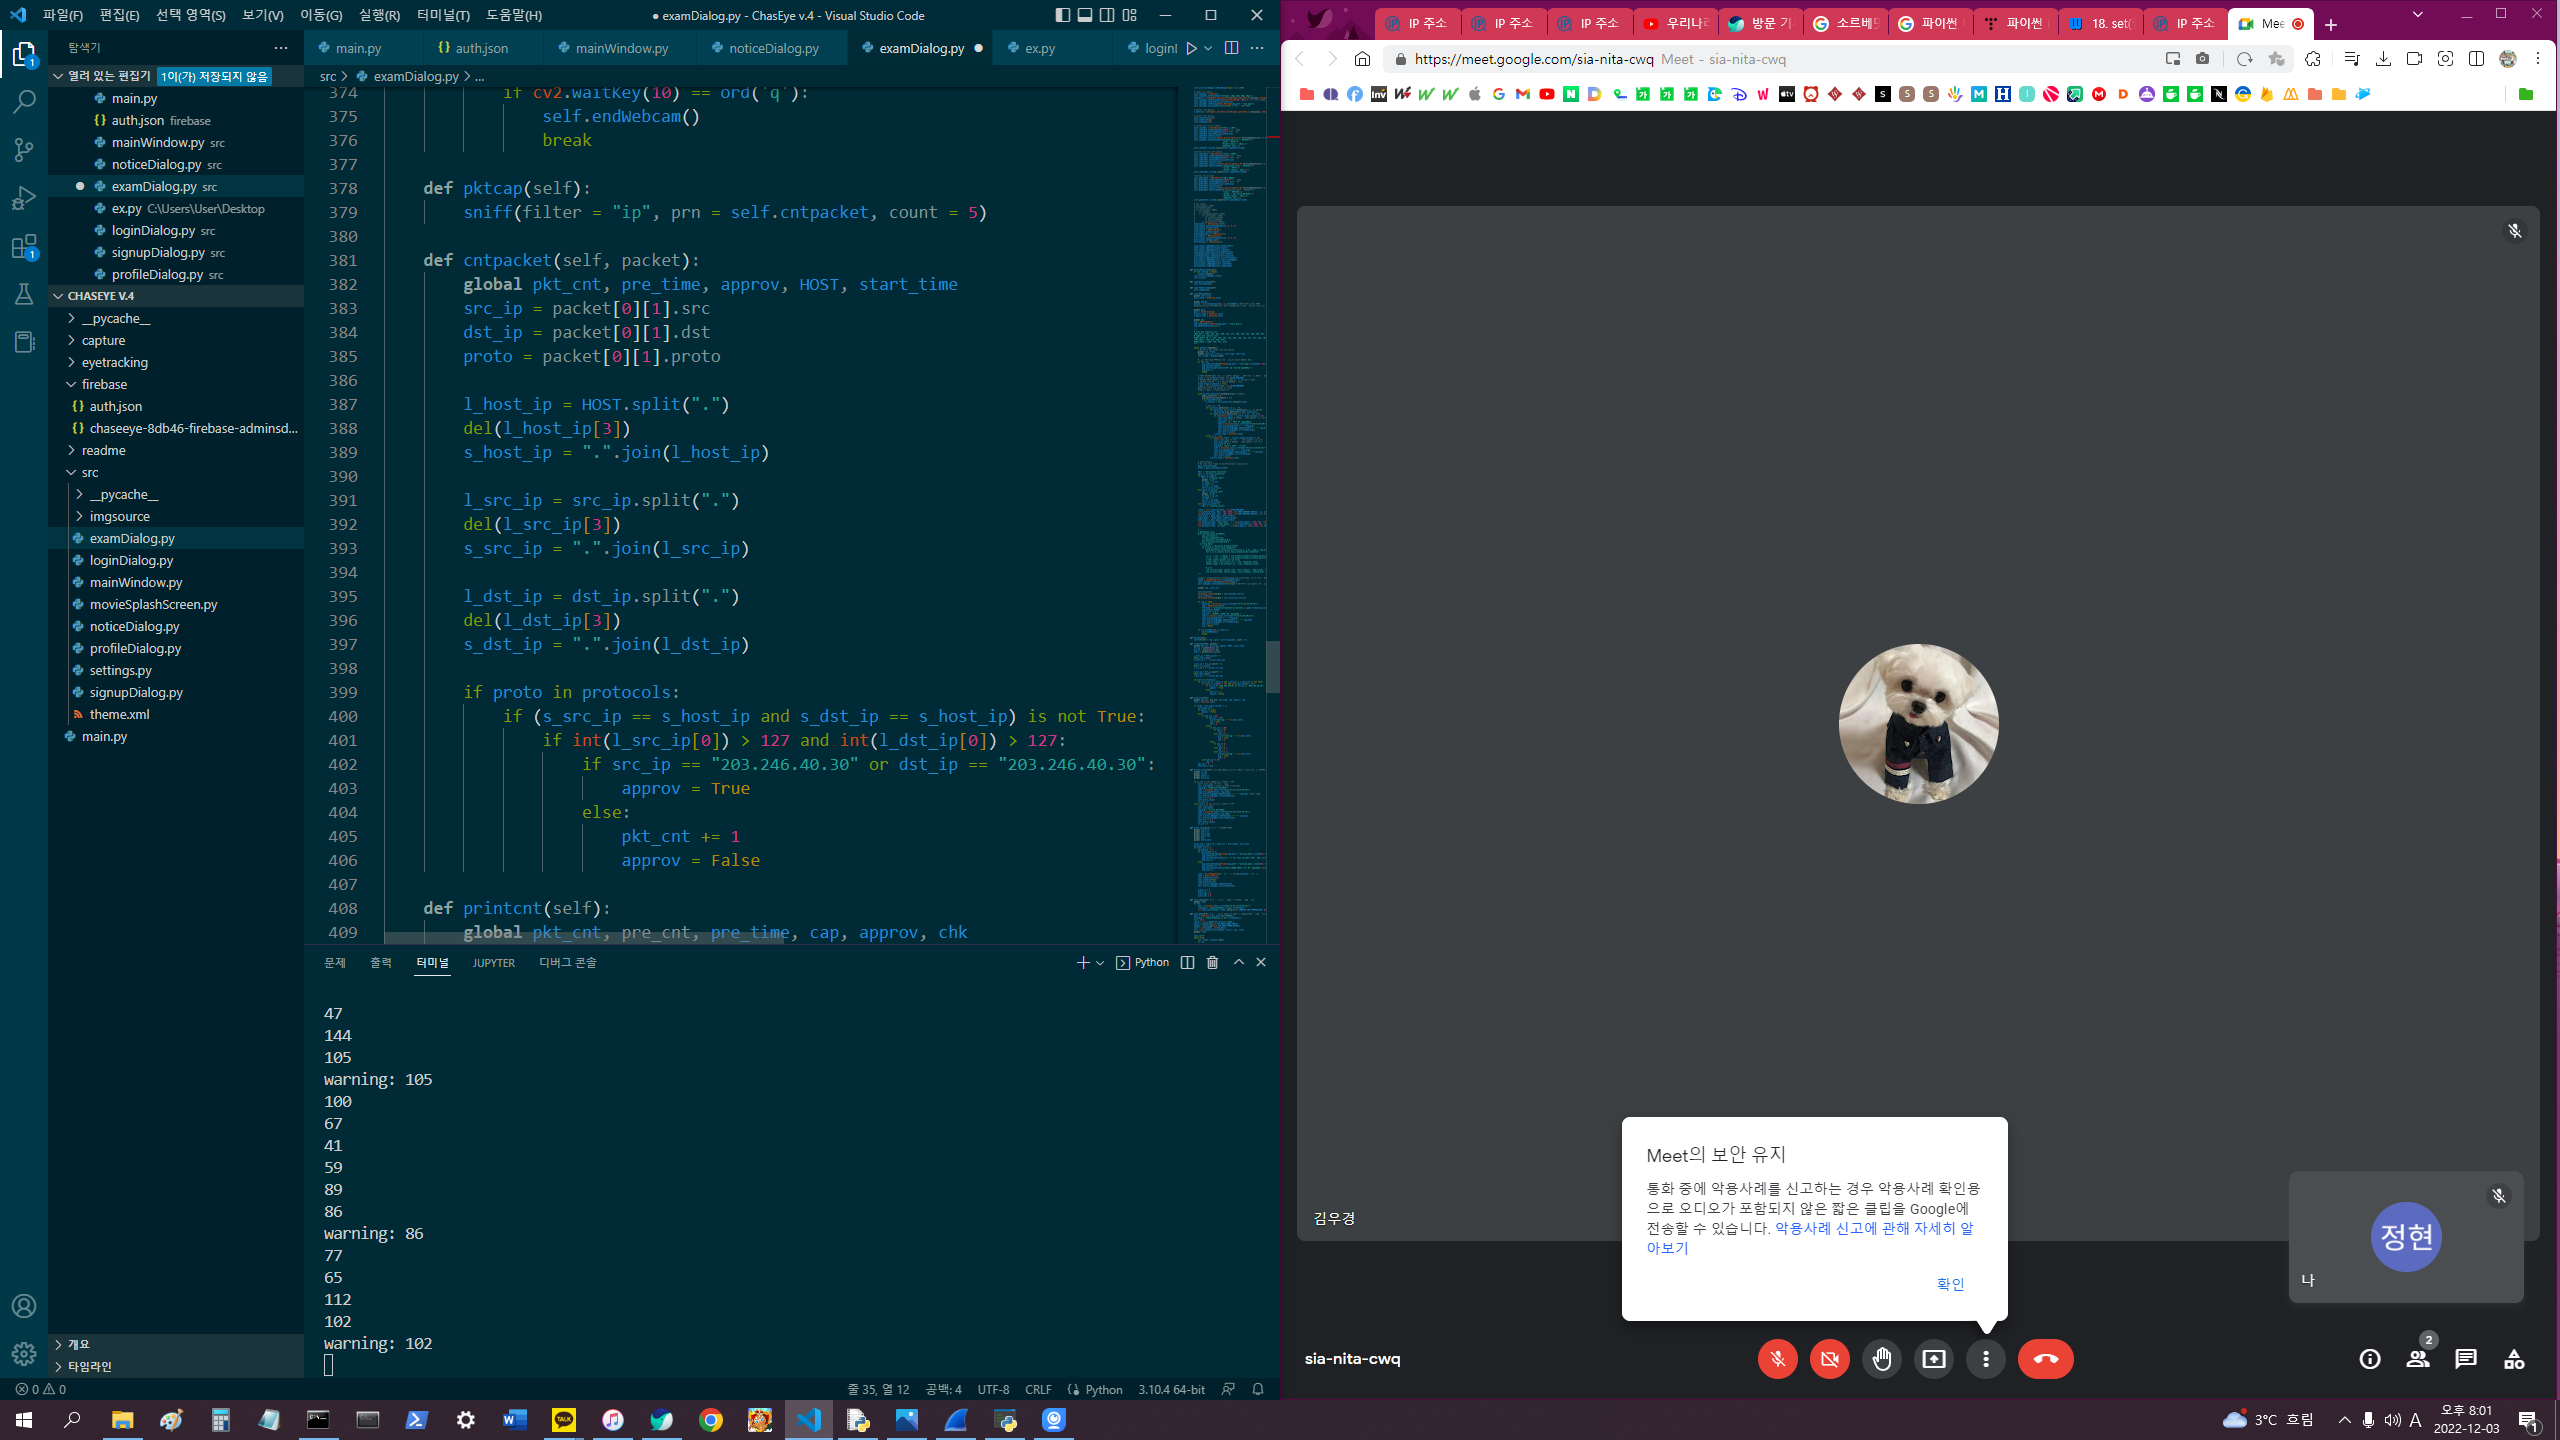 파일(F) 편집(E) 선택 영역(S) 보기(V) 이동(G) 실행(R) 터미널(T) 도움말(H)
● examDialog.py - ChasEye v.4 - Visual Studio Code
탐색기
main.py
auth.json
mainWindow.py
noticeDialog.py
examDialog.py
ex.py
src > examDialog.py > ...
열려 있는 편집기 1이(가) 저장되지 않음
main.py
auth.json firebase
mainWindow.py src
noticeDialog.py src
examDialog.py src
ex.py C:\Users\User\Desktop
loginDialog.py src
signupDialog.py src
profileDialog.py src
CHASEYE V.4
__pycache__
capture
eyetracking
firebase
auth.json
chaseeye-8db46-firebase-adminsd...
readme
src
__pycache__
imgsource
examDialog.py
loginDialog.py
mainWindow.py
movieSplashScreen.py
noticeDialog.py
profileDialog.py
settings.py
signupDialog.py
theme.xml
main.py
개요
타임라인
374 if cv2.waitKey(10) == ord('q'):
375 self.endWebcam()
376 break
377
378 def pktcap(self):
379 sniff(filter = "ip", prn = self.cntpacket, count = 5)
380
381 def cntpacket(self, packet):
382 global pkt_cnt, pre_time, approv, HOST, start_time
383 src_ip = packet[0][1].src
384 dst_ip = packet[0][1].dst
385 proto = packet[0][1].proto
386
387 l_host_ip = HOST.split(".")
388 del(l_host_ip[3])
389 s_host_ip = ".".join(l_host_ip)
390
391 l_src_ip = src_ip.split(".")
392 del(l_src_ip[3])
393 s_src_ip = ".".join(l_src_ip)
394
395 l_dst_ip = dst_ip.split(".")
396 del(l_dst_ip[3])
397 s_dst_ip = ".".join(l_dst_ip)
398
399 if proto in protocols:
400 if (s_src_ip == s_host_ip and s_dst_ip == s_host_ip) is not True:
401 if int(l_src_ip[0]) > 127 and int(l_dst_ip[0]) > 127:
402 if src_ip == "203.246.40.30" or dst_ip == "203.246.40.30":
403 approv = True
404 else:
405 pkt_cnt += 1
406 approv = False
407
408 def printcnt(self):
409 global pkt_cnt, pre_cnt, pre_time, cap, approv, chk
문제 출력 터미널 JUPYTER 디버그 콘솔
Python
47
144
105
warning: 105
100
67
41
59
89
86
warning: 86
77
65
112
102
warning: 102
0 0
줄 35, 열 12 공백: 4 UTF-8 CRLF Python 3.10.4 64-bit
IP 주소
IP 주소
IP 주소
우리나라
방문 기
소르베
파이썬
파이썬
18. set(
IP 주소
Mee
https://meet.google.com/sia-nita-cwq Meet - sia-nita-cwq
김우경
Meet의 보안 유지
통화 중에 악용사례를 신고하는 경우 악용사례 확인용
으로 오디오가 포함되지 않은 짧은 클립을 Google에
전송할 수 있습니다. 악용사례 신고에 관해 자세히 알
아보기
확인
정현
나
sia-nita-cwq
2
3°C 흐림
A
오후 8:01
2022-12-03
1